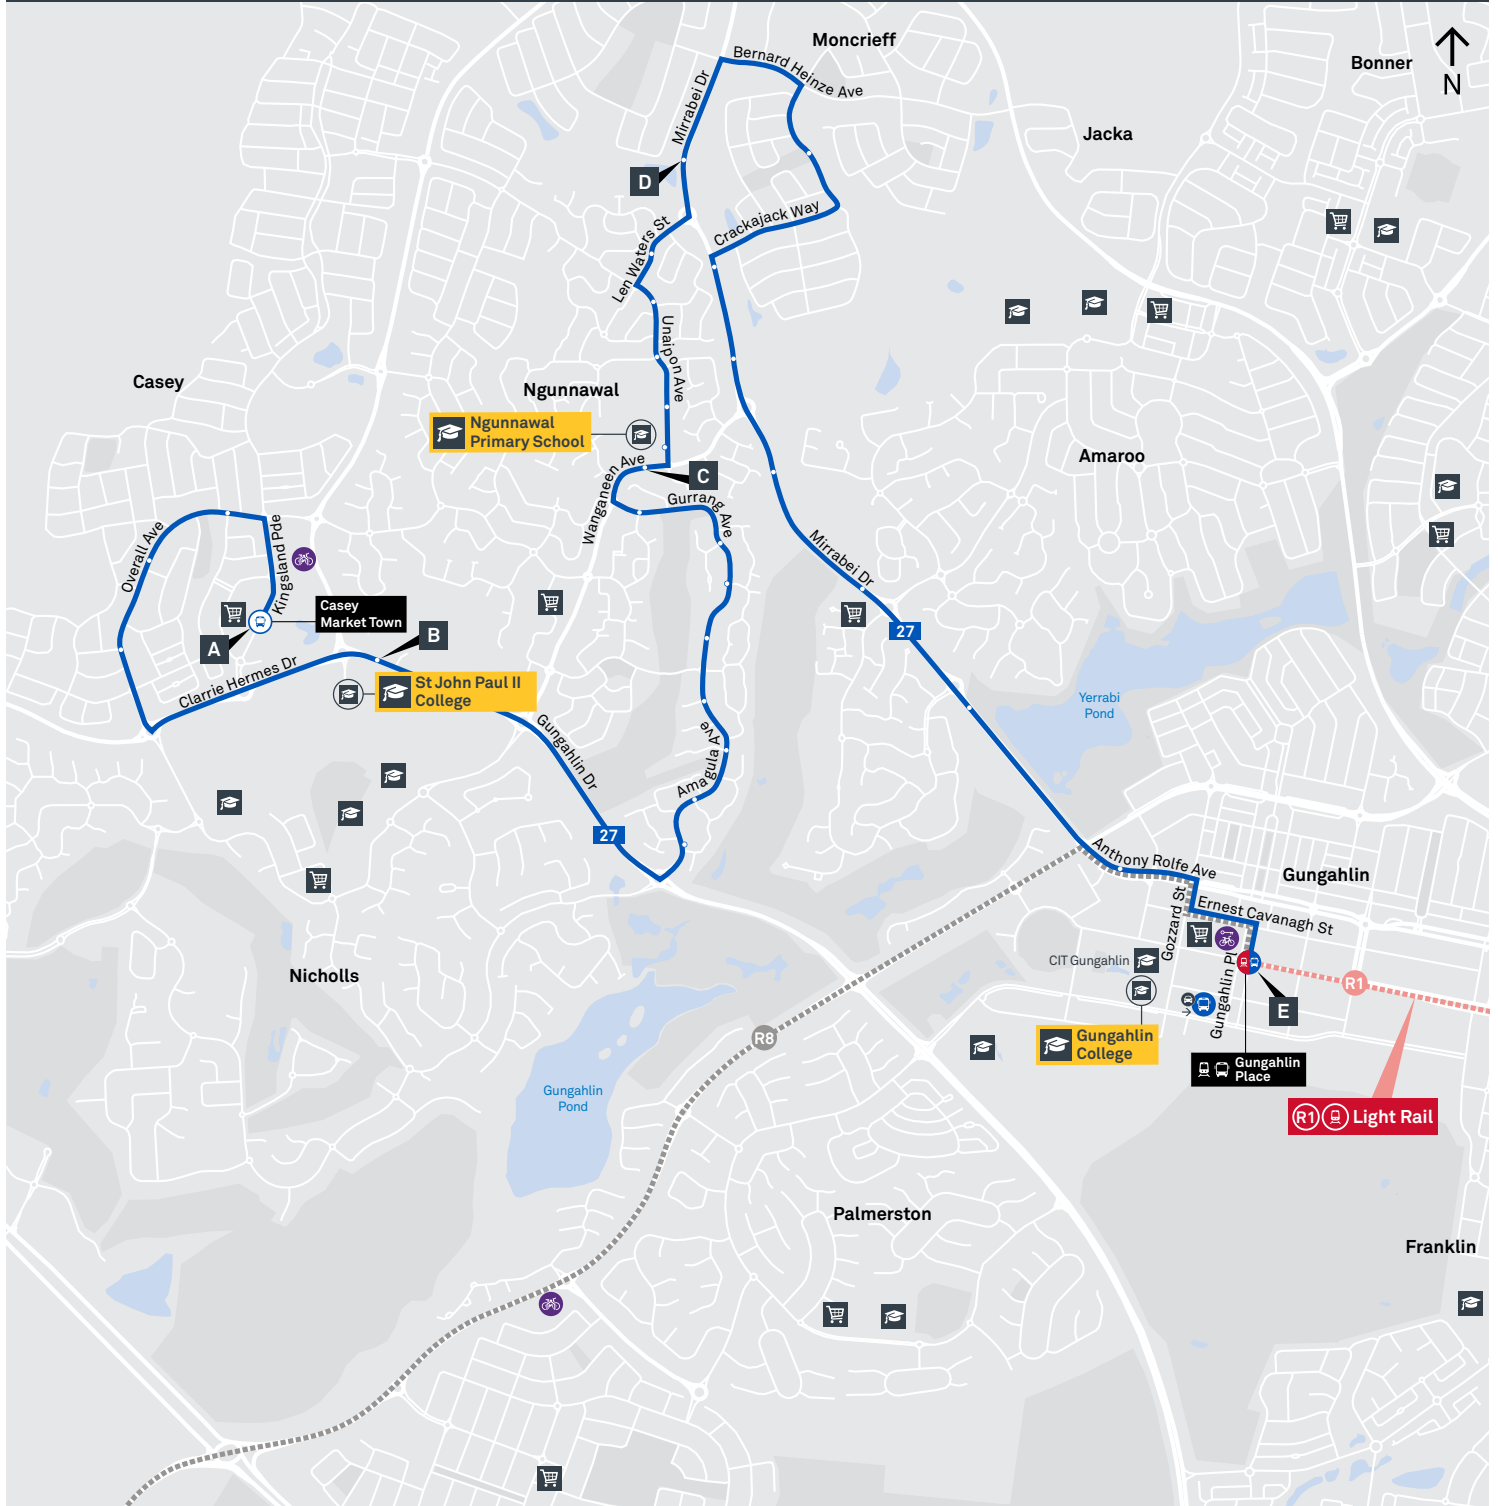 Moncrieff
Bonner
N
Bernard Heinze Ave
Mirrabei Dr
Jacka
D
Crackajack Way
Len Waters St
Unaipon Ave
Casey
Ngunnawal
Ngunnawal
Primary School
Amaroo
Wanganeen Ave
C
Gurrang Ave
Overall Ave
Kingsland Pde
Mirrabei Dr
Casey
Market Town
A
B
27
Clarrie Hermes Dr
St John Paul II
College
Yerrabi
Pond
Gungahlin Dr
Amagula Ave
27
Anthony Rolfe Ave
Gungahlin
Gozzard St
Ernest Cavanagh St
CIT Gungahlin
Gungahlin Pl
Nicholls
R1
E
R8
Gungahlin
College
Gungahlin
Place
Gungahlin
Pond
R1 Light Rail
Palmerston
Franklin